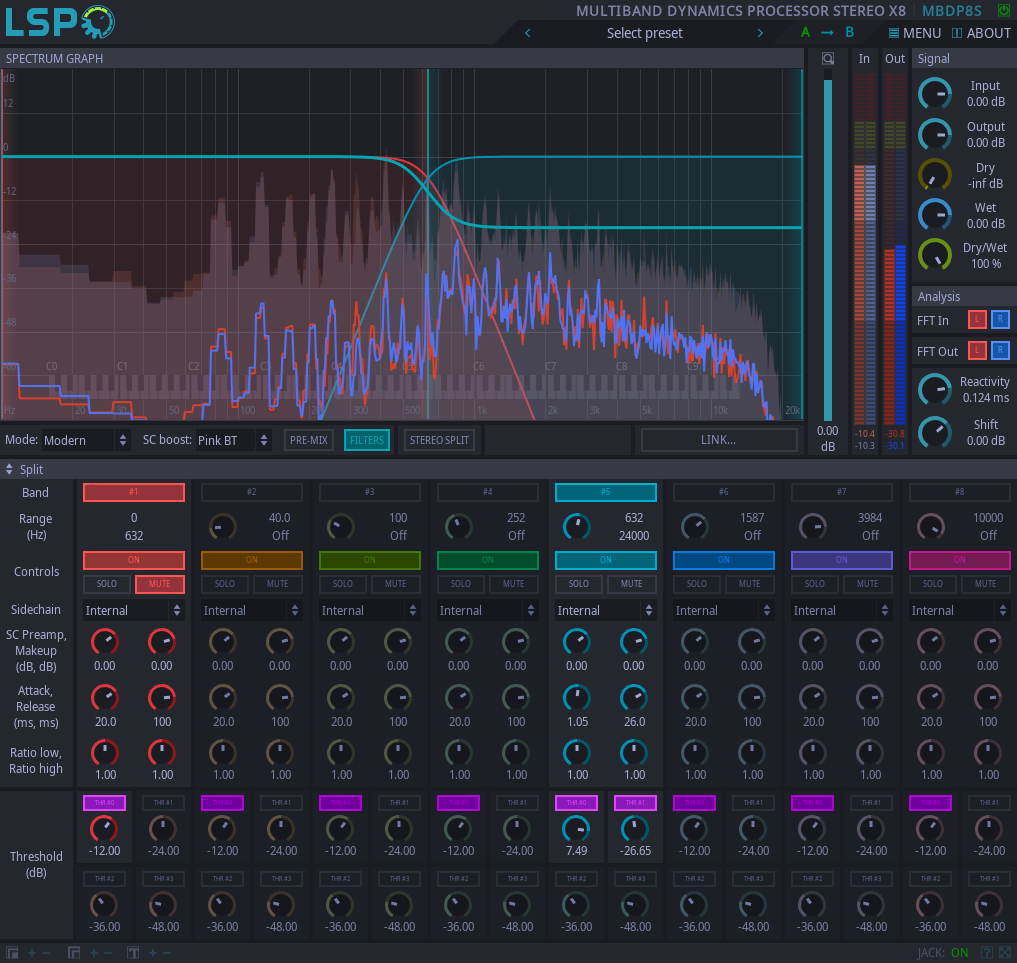 LSP
MULTIBAND DYNAMICS PROCESSOR STEREO X8 MBDP8S
Select preset A B MENU ABOUT
SPECTRUM GRAPH In Out Signal
dB
12
0
-12
-24
-36
-48
C0 C1 C2 C3 C6 C7 C8 C9
Hz 20 30 50 100 200 300 500 1k 2k 3k 5k 10k 20k
Input
0.00 dB
Output
0.00 dB
Dry
-inf dB
Wet
0.00 dB
Dry/Wet
100 %
Analysis
FFT In L R
FFT Out L R
Reactivity
0.124 ms
Shift
0.00 dB
0.00
dB
-10.4 -30.8
-10.3 -30.1
Mode: Modern SC boost: Pink BT PRE-MIX FILTERS STEREO SPLIT LINK...
Split
Band #1 #2 #3 #4 #5 #6 #7 #8
Range 0 40.0 100 252 632 1587 3984 10000
(Hz) 632 Off Off Off 24000 Off Off Off
Controls ON ON ON ON ON ON ON ON
SOLO MUTE SOLO MUTE SOLO MUTE SOLO MUTE SOLO MUTE SOLO MUTE SOLO MUTE SOLO MUTE
Sidechain Internal Internal Internal Internal Internal Internal Internal Internal
SC Preamp,
Makeup
(dB, dB) 0.00 0.00 0.00 0.00 0.00 0.00 0.00 0.00 0.00 0.00 0.00 0.00 0.00 0.00 0.00 0.00
Attack,
Release
(ms, ms) 20.0 100 20.0 100 20.0 100 20.0 100 1.05 26.0 20.0 100 20.0 100 20.0 100
Ratio low,
Ratio high 1.00 1.00 1.00 1.00 1.00 1.00 1.00 1.00 1.00 1.00 1.00 1.00 1.00 1.00 1.00 1.00
THR #0 THR #1 THR #0 THR #1 THR #0 THR #1 THR #0 THR #1 THR #0 THR #1 THR #0 THR #1 THR #0 THR #1 THR #0 THR #1
-12.00 -24.00 -12.00 -24.00 -12.00 -24.00 -12.00 -24.00 7.49 -26.65 -12.00 -24.00 -12.00 -24.00 -12.00 -24.00
Threshold
(dB)
THR #2 THR #3 THR #2 THR #3 THR #2 THR #3 THR #2 THR #3 THR #2 THR #3 THR #2 THR #3 THR #2 THR #3 THR #2 THR #3
-36.00 -48.00 -36.00 -48.00 -36.00 -48.00 -36.00 -48.00 -36.00 -48.00 -36.00 -48.00 -36.00 -48.00 -36.00 -48.00
JACK: ON